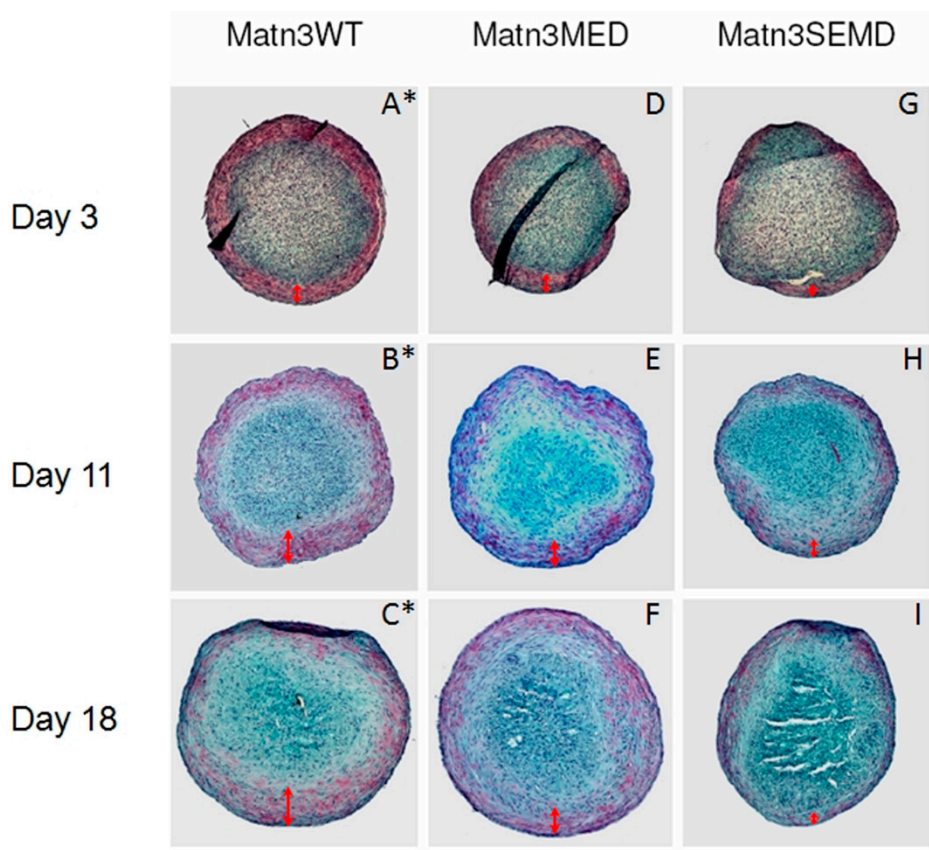 Matn3WT Matn3MED Matn3SEMD
Day 3 A* D G
Day 11 B* E H
Day 18 C* F I